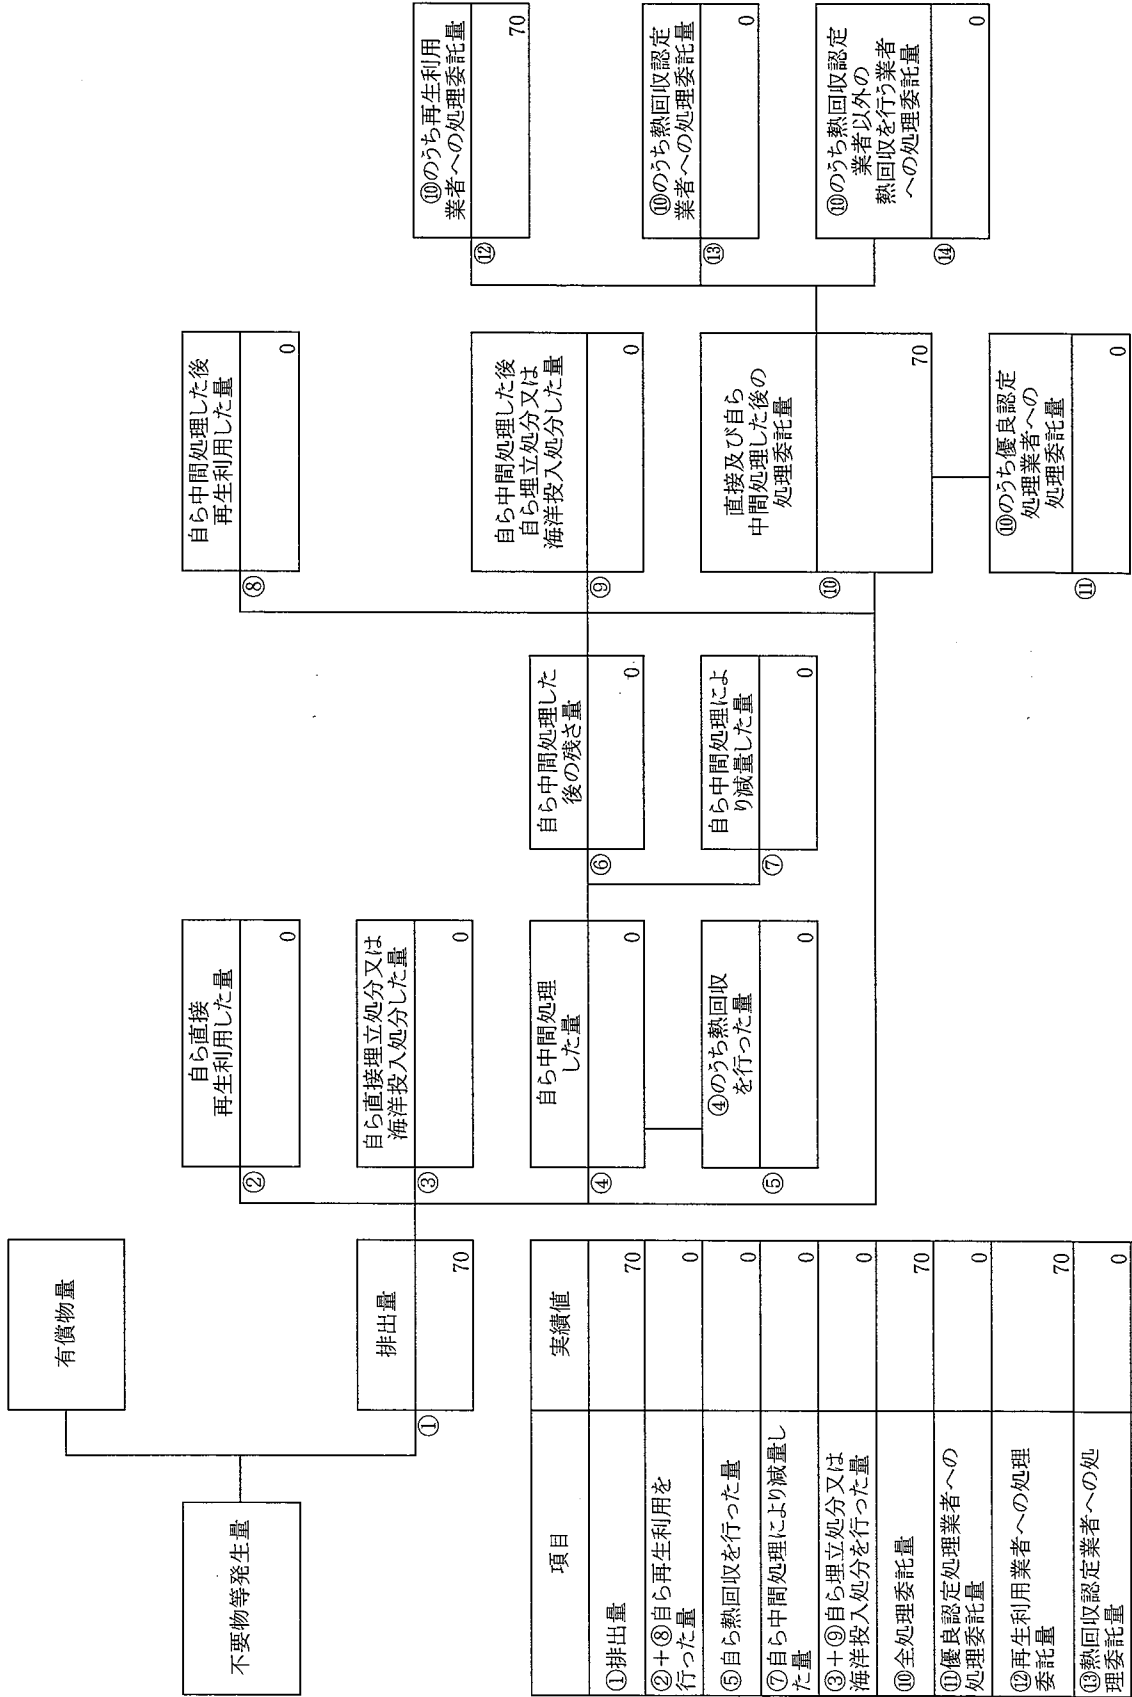 不要物等発生量
有償物量
排出量
①
70
自ら直接
再生利用した量
②
0
自ら直接埋立処分又は
海洋投入処分した量
③
0
自ら中間処理
した量
④
0
④のうち熱回収
を行った量
⑤
0
自ら中間処理した
後の残さ量
⑥
0
自ら中間処理によ
り減量した量
⑦
0
自ら中間処理した後
再生利用した量
⑧
0
自ら中間処理した後
自ら埋立処分又は
海洋投入処分した量
⑨
0
直接及び自ら
中間処理した後の
処理委託量
⑩
70
⑩のうち優良認定
処理業者への
処理委託量
⑪
0
⑩のうち再生利用
業者への処理委託量
⑫
70
⑩のうち熱回収認定
業者への処理委託量
⑬
0
⑩のうち熱回収認定
業者以外の
熱回収を行う業者
への処理委託量
⑭
0
項目 実績値
①排出量 70
②+⑧自ら再生利用を
行った量 0
⑤自ら熱回収を行った量 0
⑦自ら中間処理により減量し
た量 0
③+⑨自ら埋立処分又は
海洋投入処分を行った量 0
⑩全処理委託量 70
⑪優良認定処理業者への
処理委託量 0
⑫再生利用業者への処理
委託量 70
⑬熱回収認定業者への処
理委託量 0